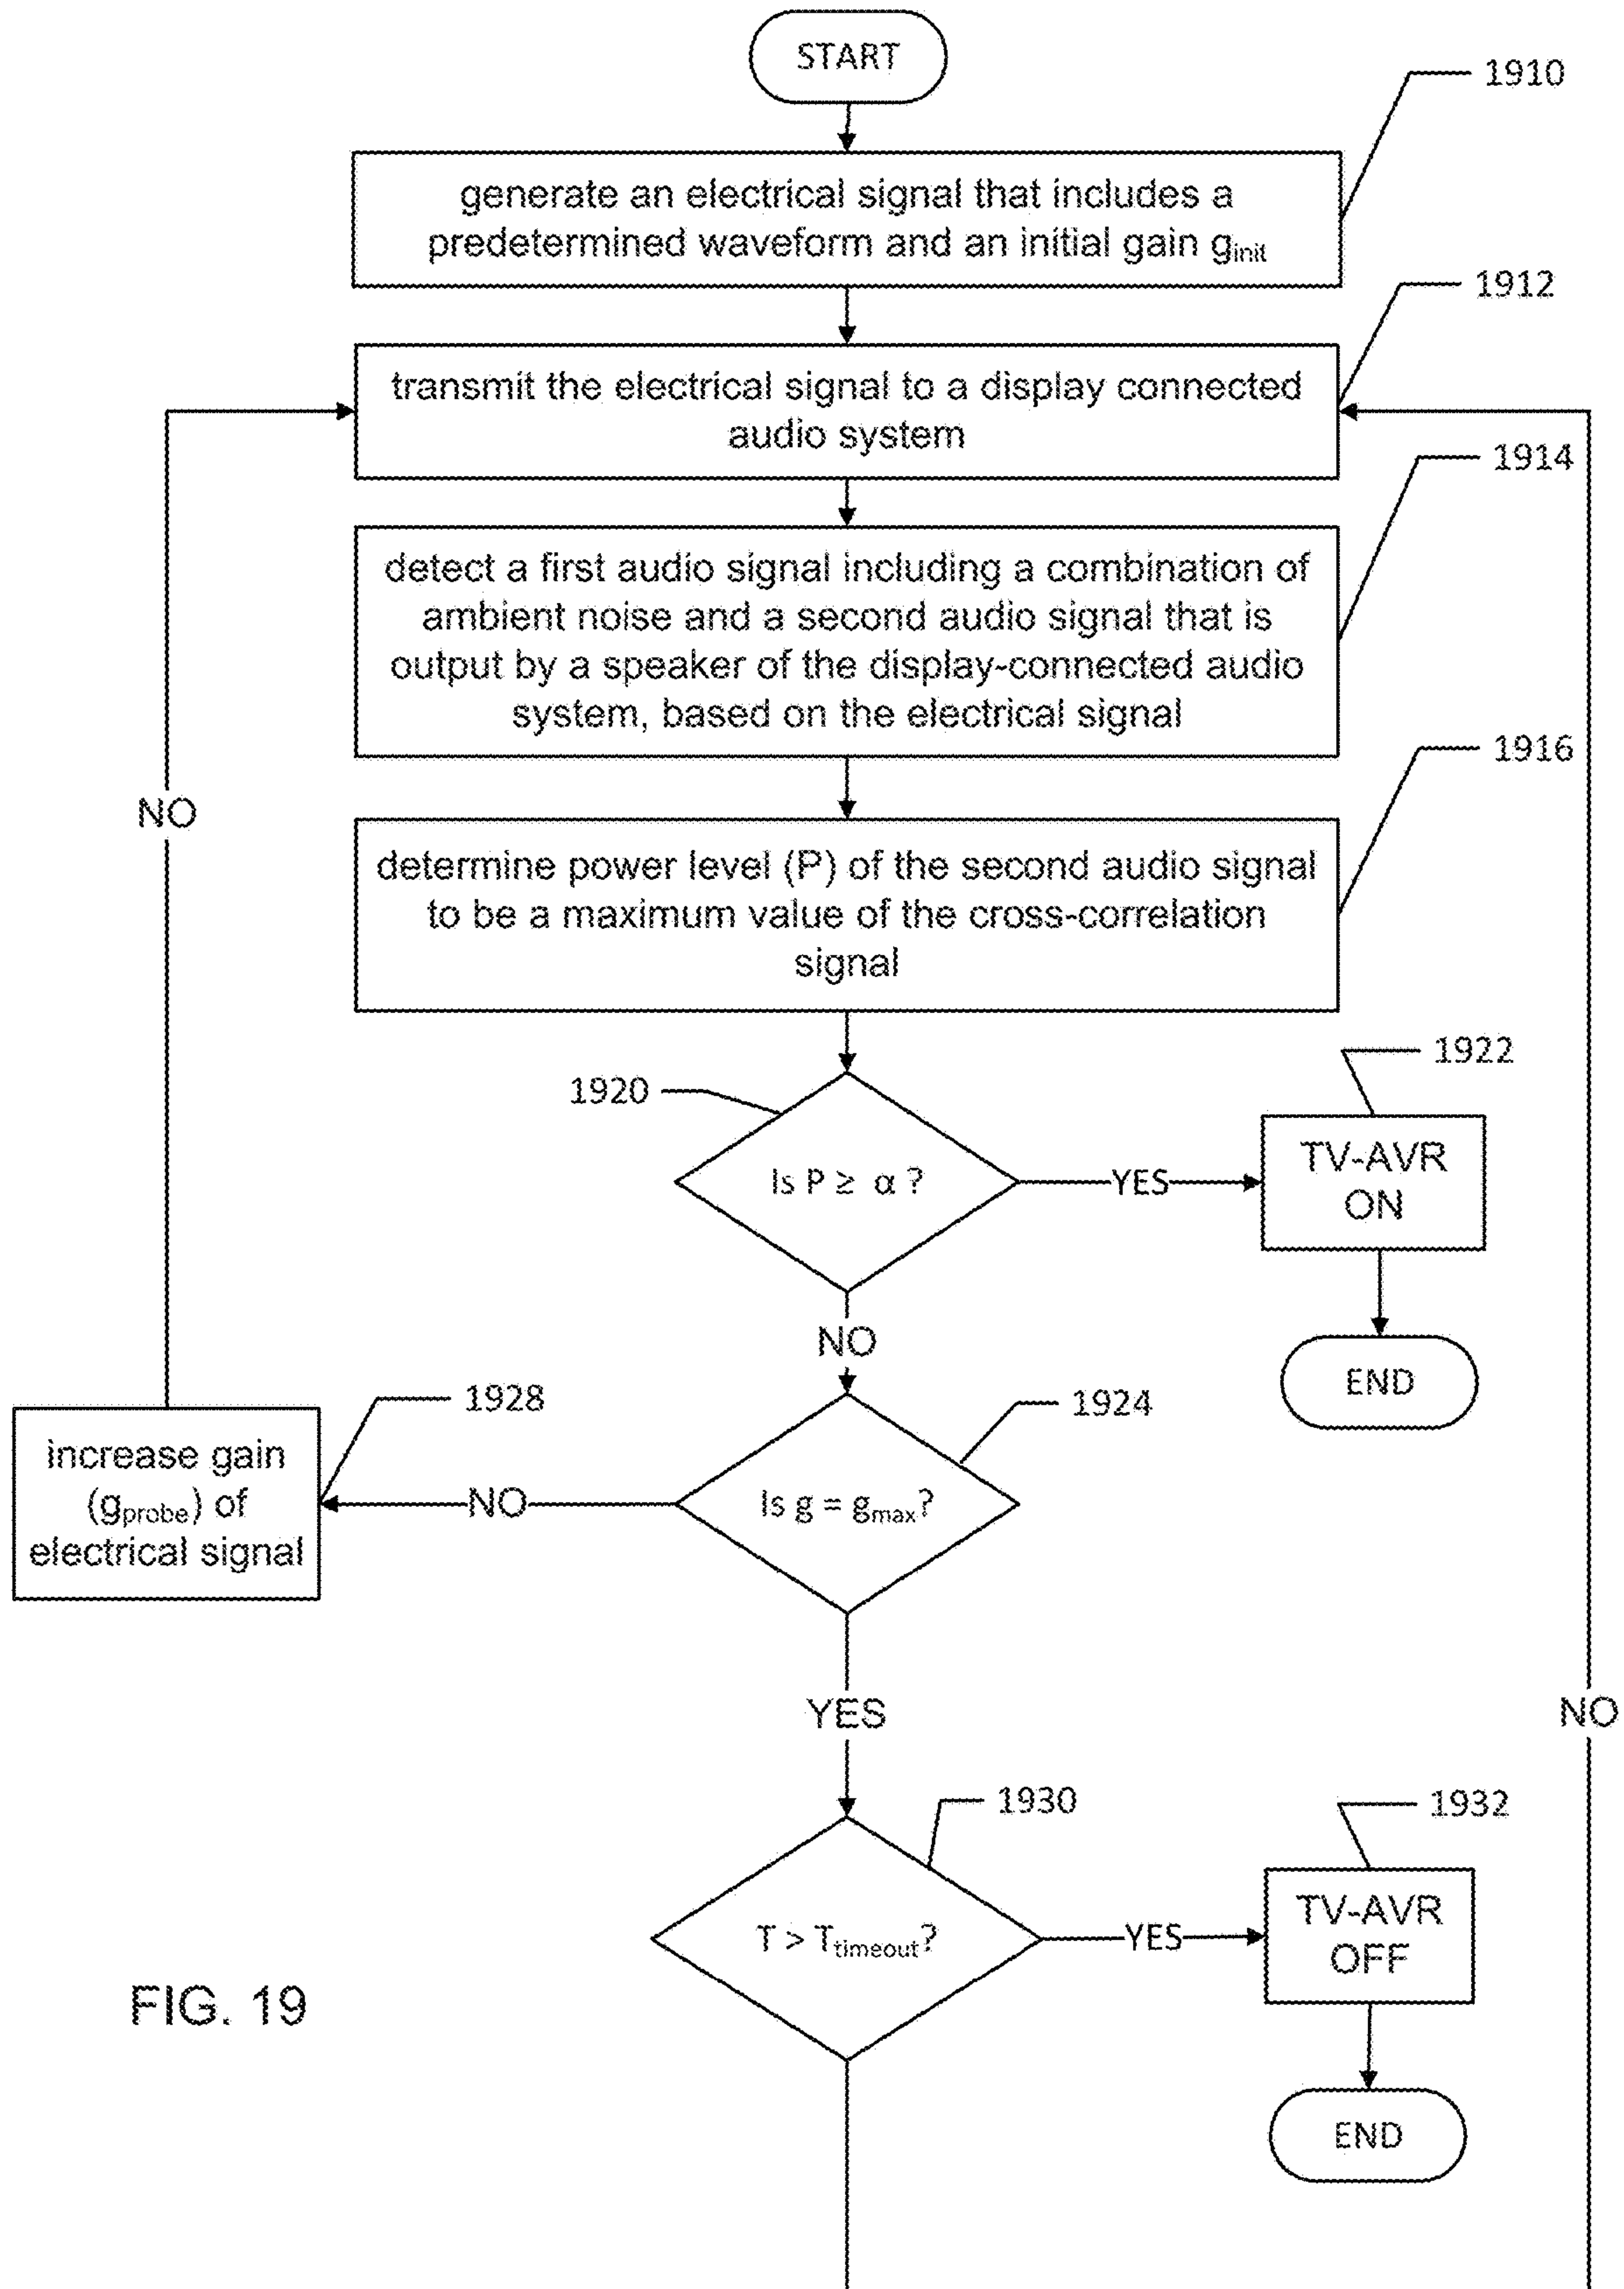 START
1910
generate an electrical signal that includes a
predetermined waveform and an initial gain ginit
1912
transmit the electrical signal to a display connected
audio system
1914
detect a first audio signal including a combination of
ambient noise and a second audio signal that is
output by a speaker of the display-connected audio
system, based on the electrical signal
1916
determine power level (P) of the second audio signal
to be a maximum value of the cross-correlation
signal
NO
1920
Is P ≥ α ?
YES
1922
TV-AVR
ON
END
NO
1924
Is g = gmax?
NO
1928
increase gain
(gprobe) of
electrical signal
YES
NO
1930
T > Ttimeout?
YES
1932
TV-AVR
OFF
END
FIG. 19